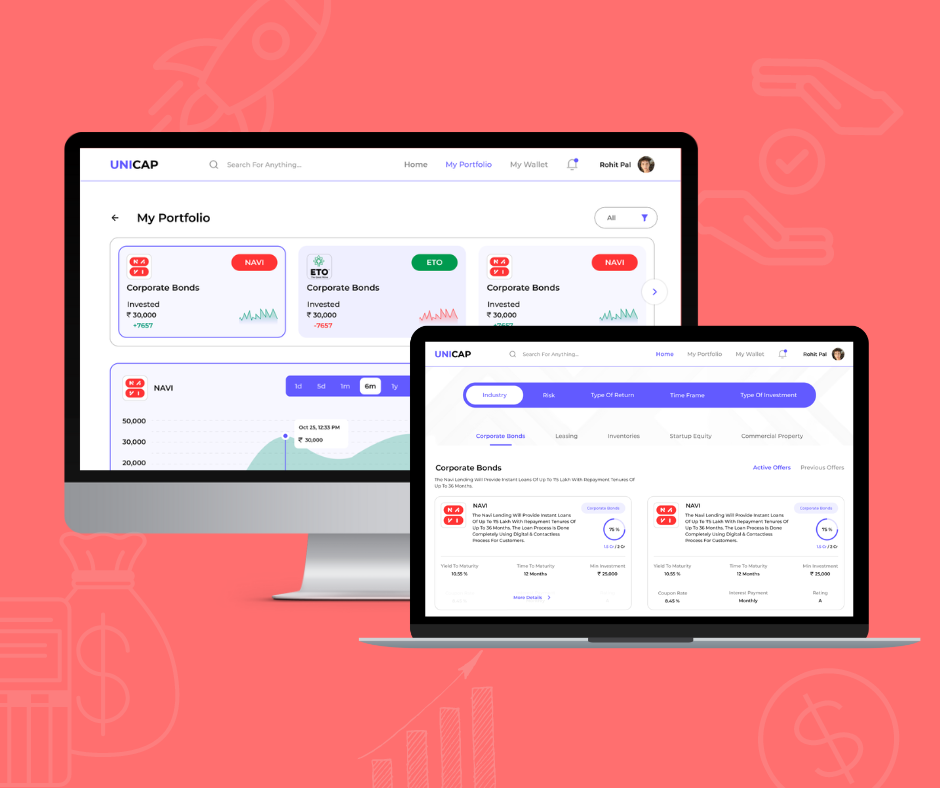 UNICAP
Search For Anything...
Home
My Portfolio
My Wallet
Rohit Pal
My Portfolio
All
NAVI
NAVI
Corporate Bonds
Invested
₹ 30,000
+7657
ETO
ETO
Corporate Bonds
Invested
₹ 30,000
-7657
NAVI
NAVI
Corporate Bonds
Invested
₹ 30,000
+7657
NAVI
NAVI
1d
5d
1m
6m
1y
50,000
30,000
20,000
Oct 25, 12:33 PM
₹ 30,000
UNICAP
Search For Anything...
Home
My Portfolio
My Wallet
Rohit Pal
Industry
Risk
Type Of Return
Time Frame
Type Of Investment
Corporate Bonds
Leasing
Inventories
Startup Equity
Commercial Property
Corporate Bonds
Active Offers
Previous Offers
The Navi Lending Will Provide Instant Loans Of Up To ₹5 Lakh With Repayment Tenures Of
Up To 36 Months.
NAVI
NAVI
Corporate Bonds
The Navi Lending Will Provide Instant Loans
Of Up To ₹5 Lakh With Repayment Tenures Of
Up To 36 Months. The Loan Process Is Done
Completely Using Digital & Contactless
Process For Customers.
75 %
1.5 Cr / 2 Cr
Yield To Maturity
10.55 %
Time To Maturity
12 Months
Min Investment
₹ 25,000
More Details
NAVI
NAVI
Corporate Bonds
The Navi Lending Will Provide Instant Loans
Of Up To ₹5 Lakh With Repayment Tenures Of
Up To 36 Months. The Loan Process Is Done
Completely Using Digital & Contactless
Process For Customers.
75 %
1.5 Cr / 2 Cr
Yield To Maturity
10.55 %
Time To Maturity
12 Months
Min Investment
₹ 25,000
Coupon Rate
8.45 %
Interest Payment
Monthly
Rating
A